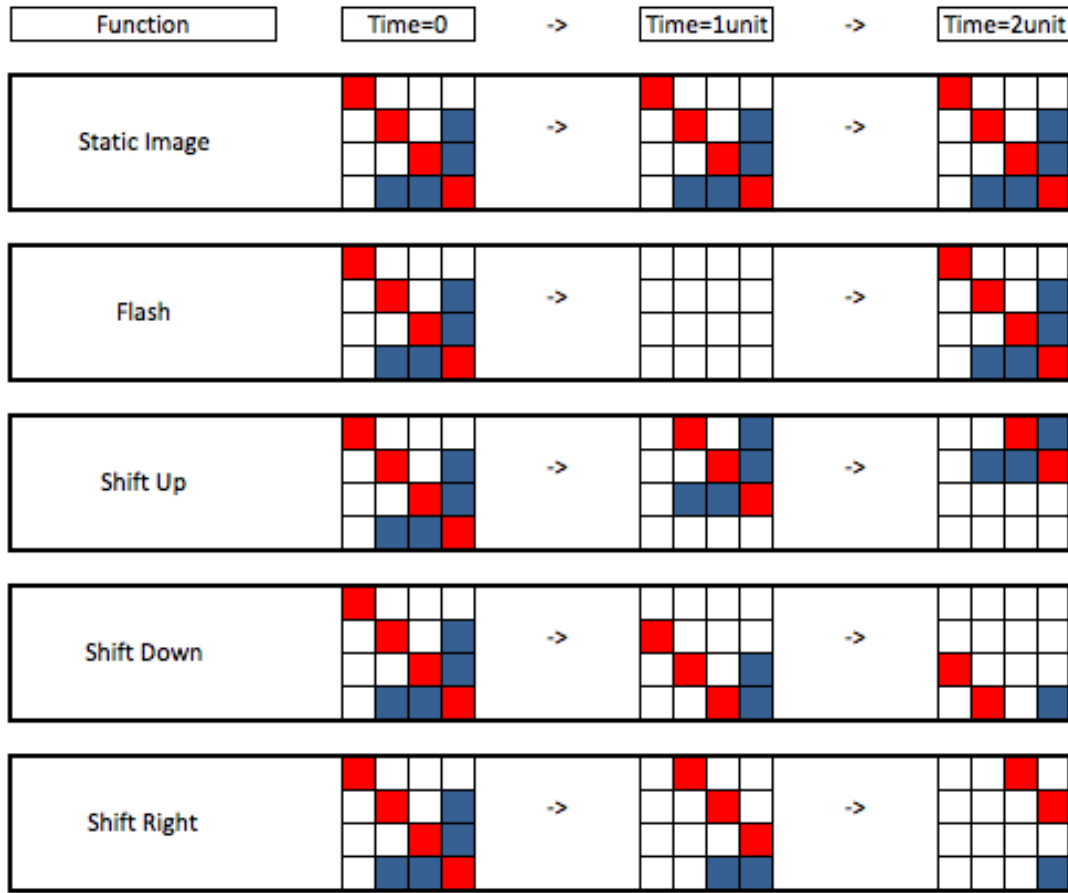 Function Time=0 -> Time=1unit -> Time=2unit
Static Image -> ->
Flash -> ->
Shift Up -> ->
Shift Down -> ->
Shift Right -> ->